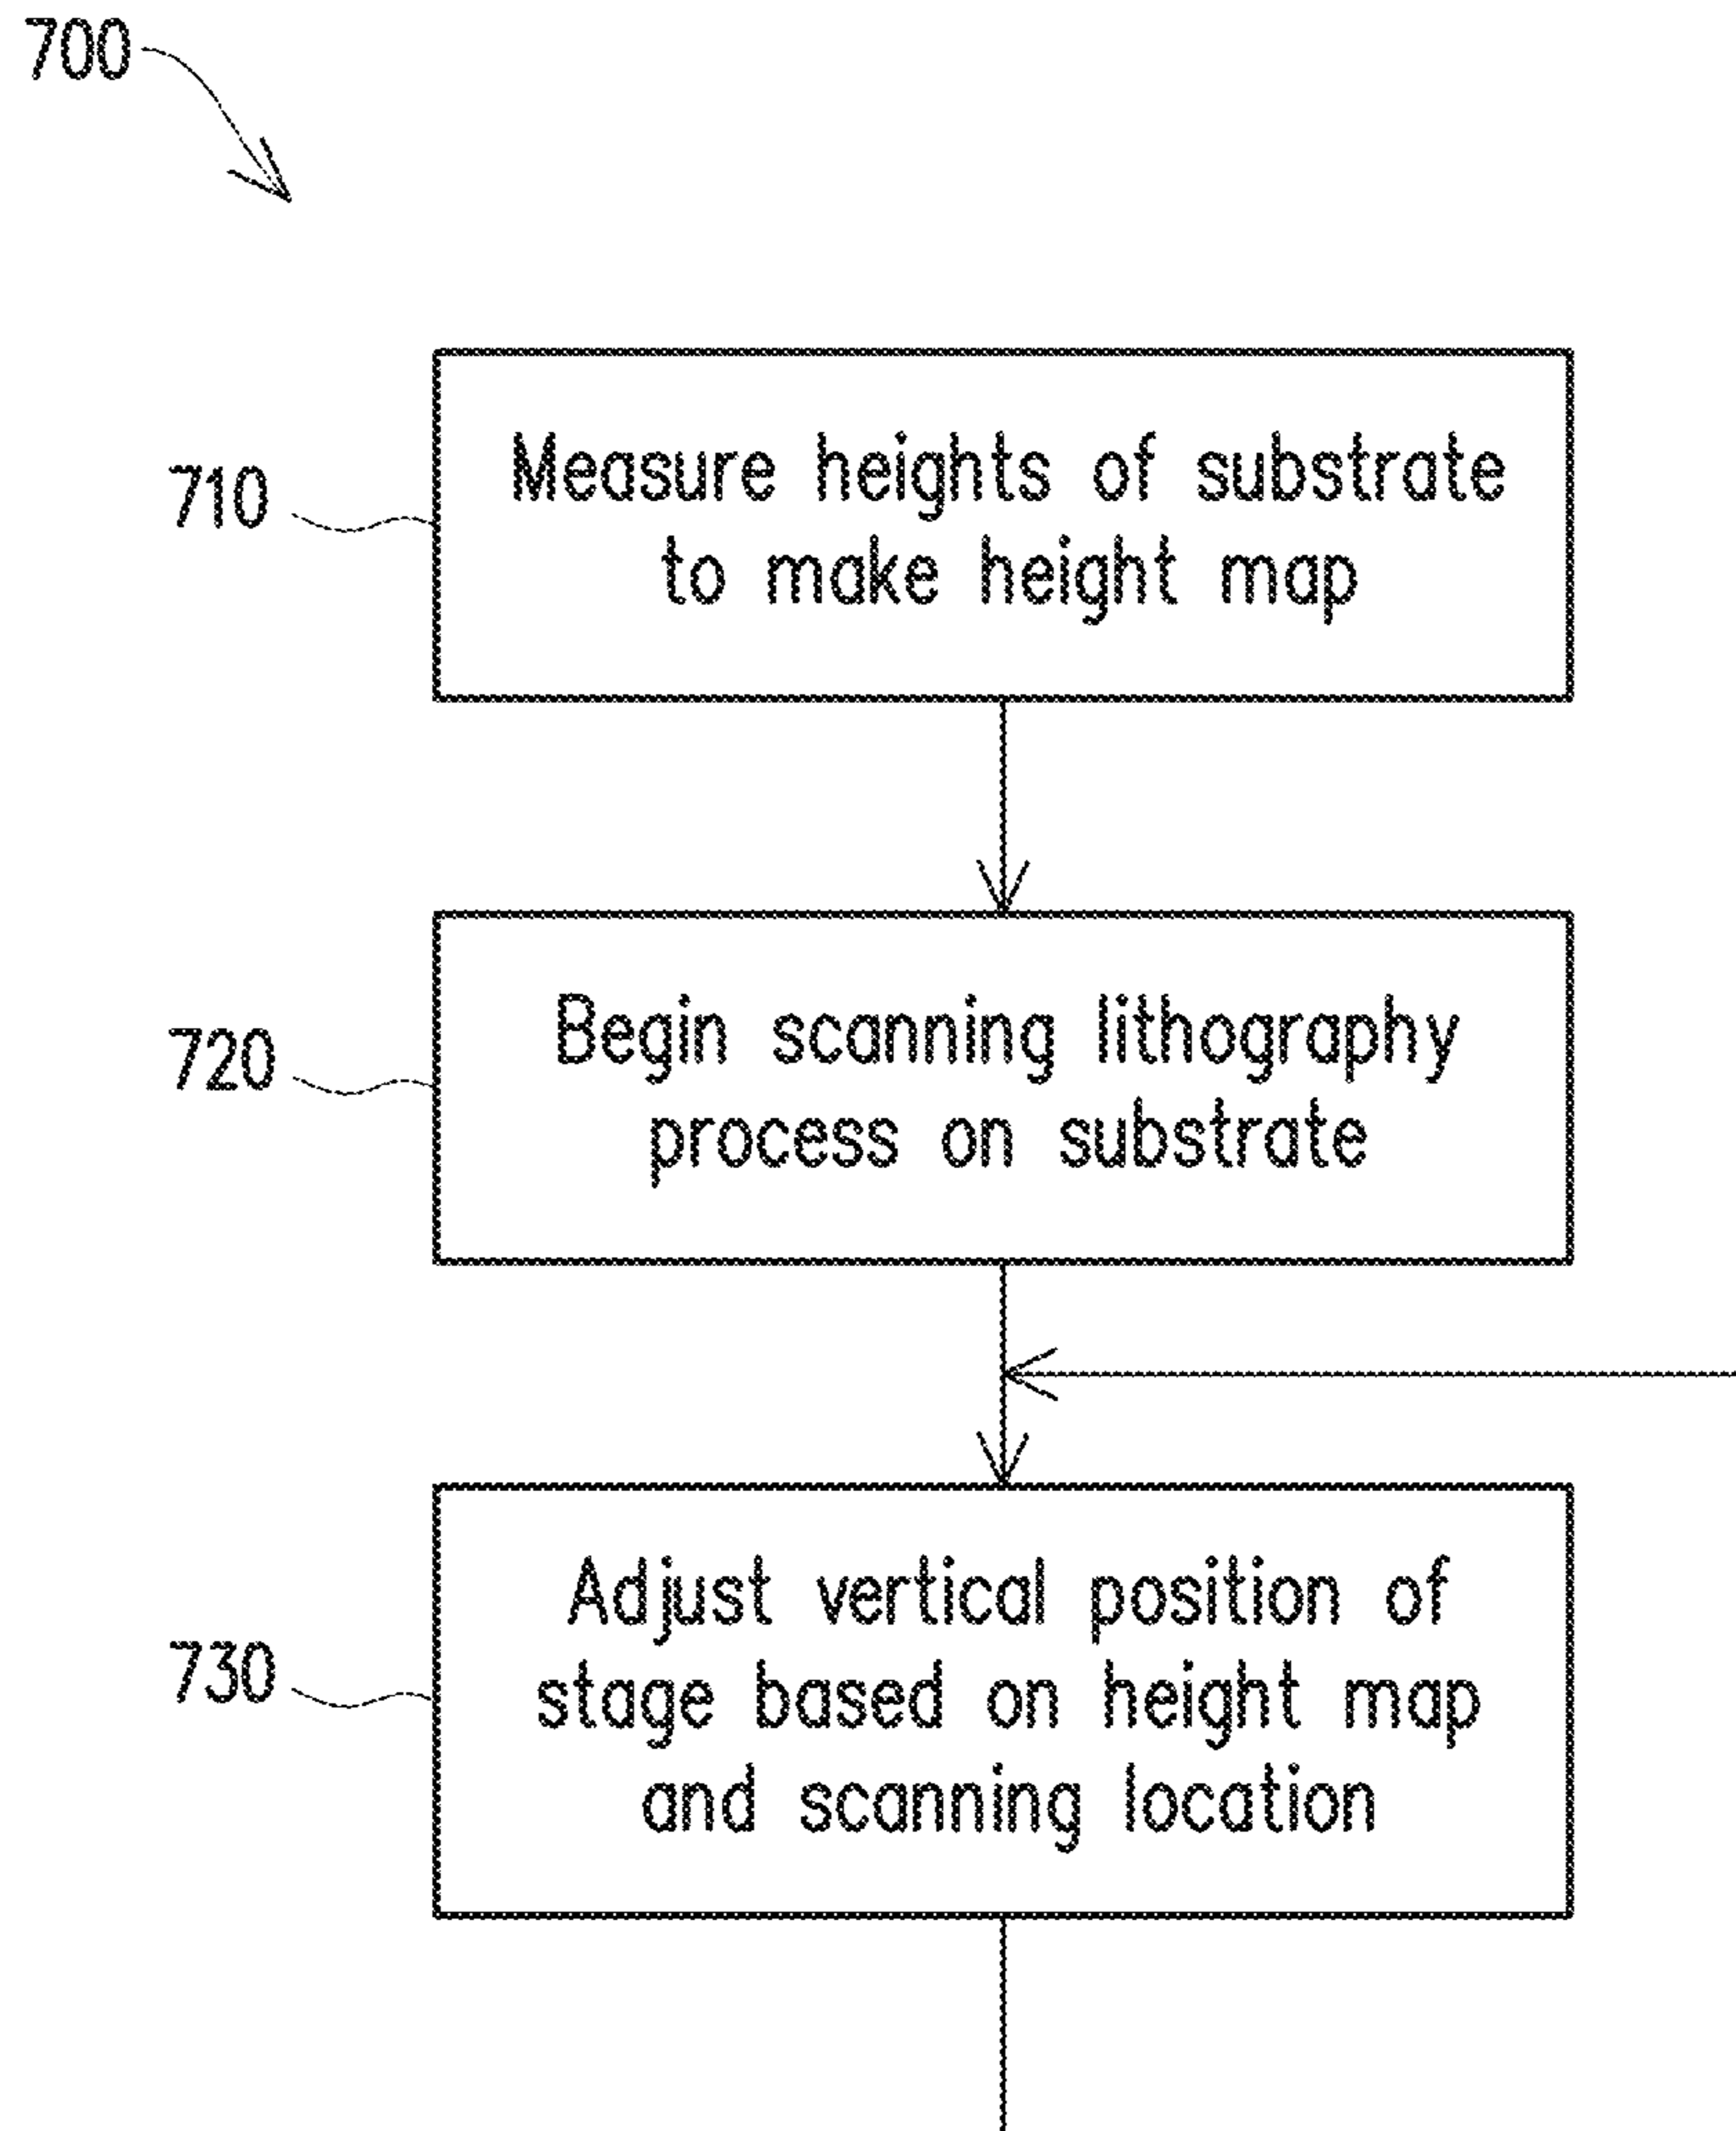 700
710
Measure heights of substrate
to make height map
720
Begin scanning lithography
process on substrate
730
Adjust vertical position of
stage based on height map
and scanning location